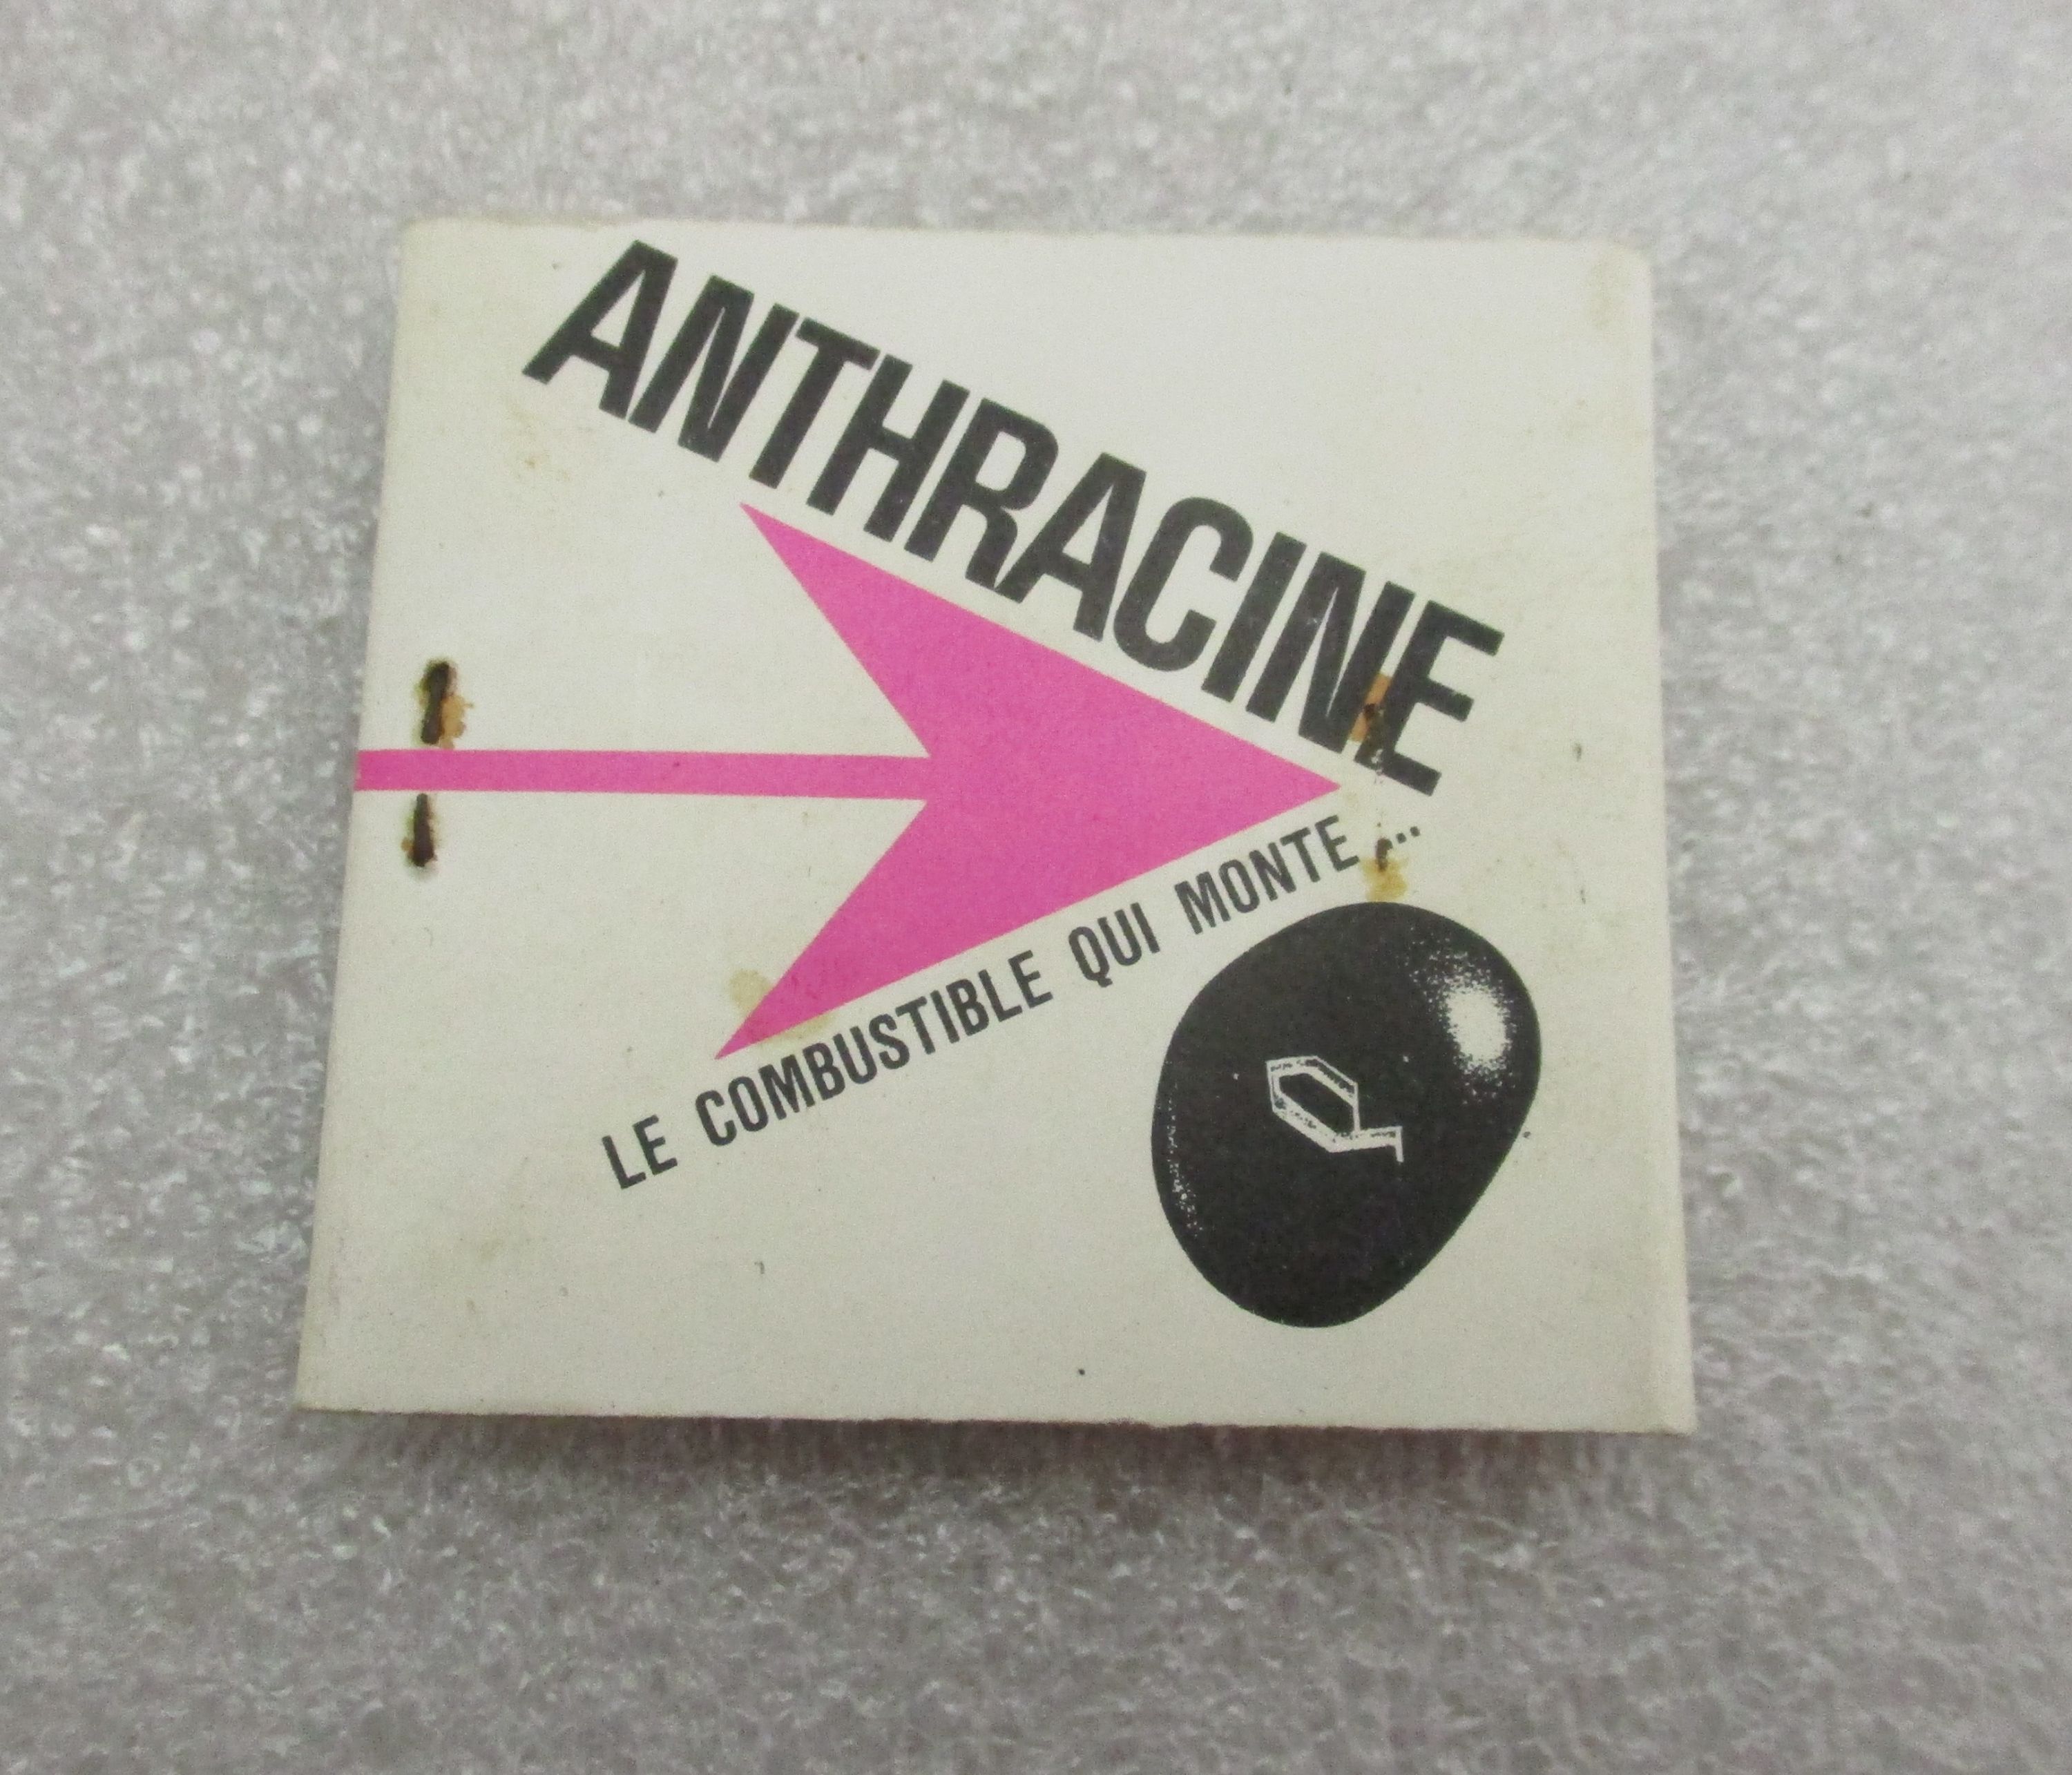 ANTHRACINE
LE COMBUSTIBLE QUI MONTE...